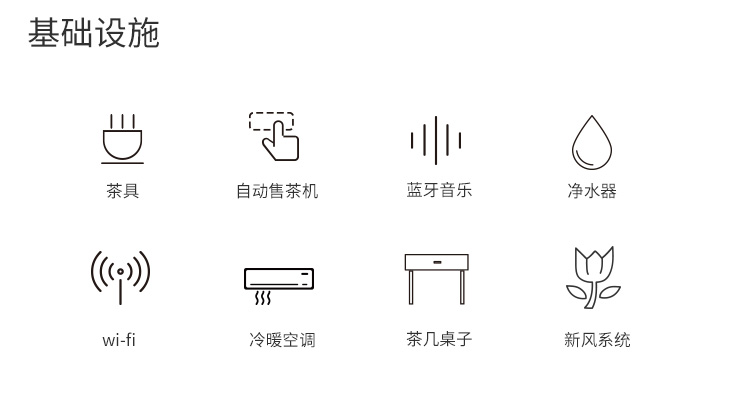 基础设施
茶具
自动售茶机
蓝牙音乐
净水器
wi-fi
冷暖空调
茶几桌子
新风系统